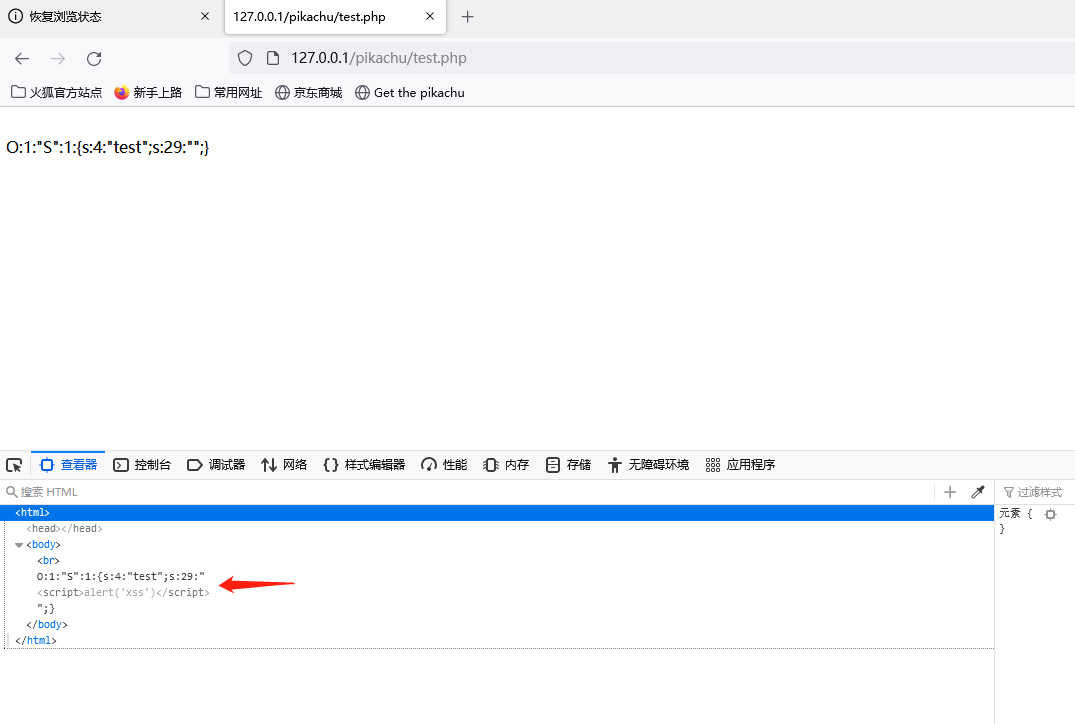 恢复浏览状态
127.0.0.1/pikachu/test.php
127.0.0.1/pikachu/test.php
火狐官方站点 新手上路 常用网址 京东商城 Get the pikachu
O:1:"S":1:{s:4:"test";s:29:"";}
查看器 控制台 调试器 网络 样式编辑器 性能 内存 存储 无障碍环境 应用程序
搜索 HTML
过滤样式
<html>
<head></head>
<body>
<br>
O:1:"S":1:{s:4:"test";s:29:"
<script>alert('xss')</script>
";}
</body>
</html>
元素 {
}